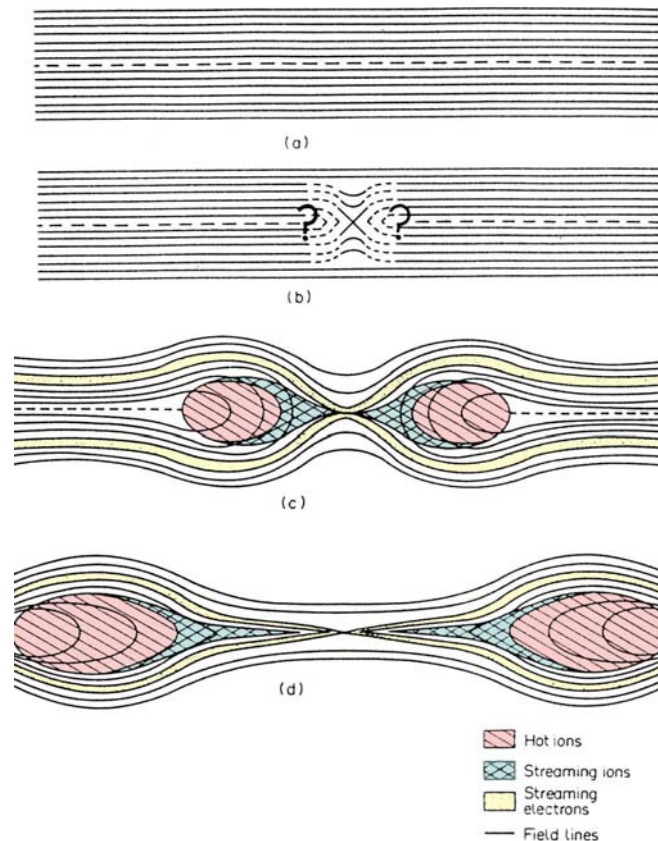 (a)
? ?
(b)
(c)
(d)
Hot ions
Streaming ions
Streaming
electrons
Field lines